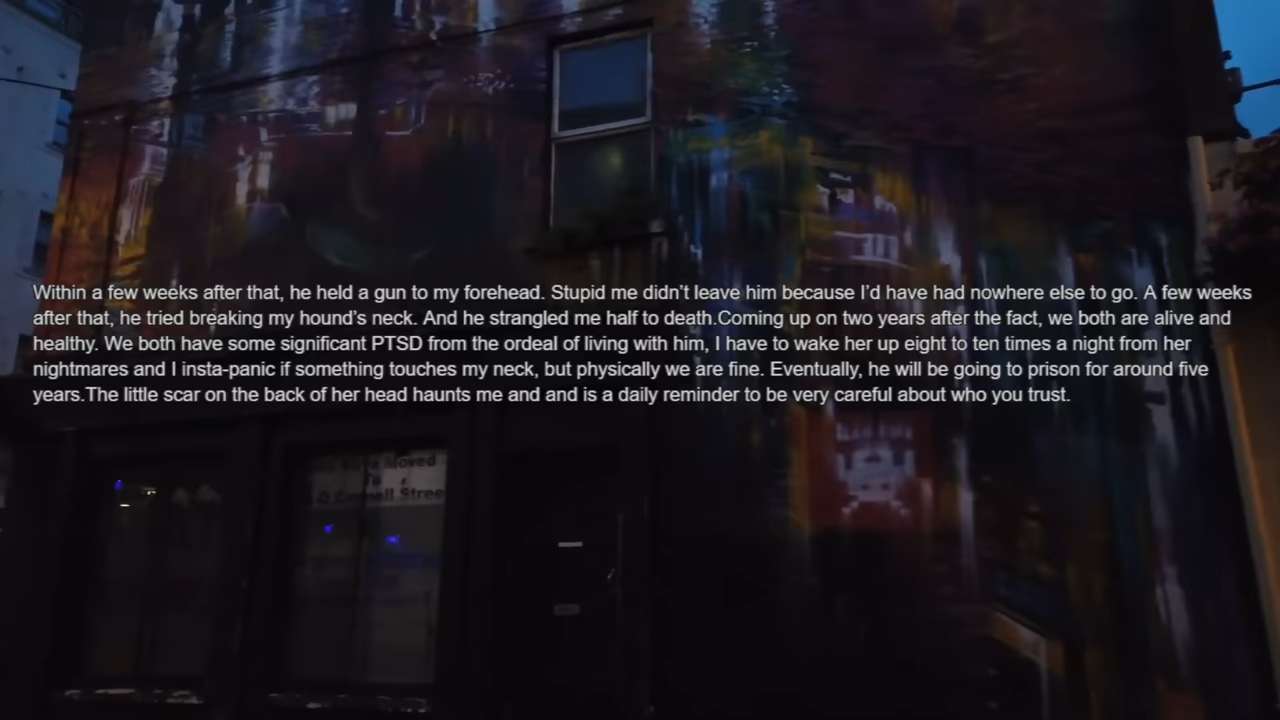 Within a few weeks after that, he held a gun to my forehead. Stupid me didn't leave him because I'd have had nowhere else to go. A few weeks
after that, he tried breaking my hound's neck. And he strangled me half to death.Coming up on two years after the fact, we both are alive and
healthy. We both have some significant PTSD from the ordeal of living with him, I have to wake her up eight to ten times a night from her
nightmares and I insta-panic if something touches my neck, but physically we are fine. Eventually, he will be going to prison for around five
years.The little scar on the back of her head haunts me and and is a daily reminder to be very careful about who you trust.
Moved
To